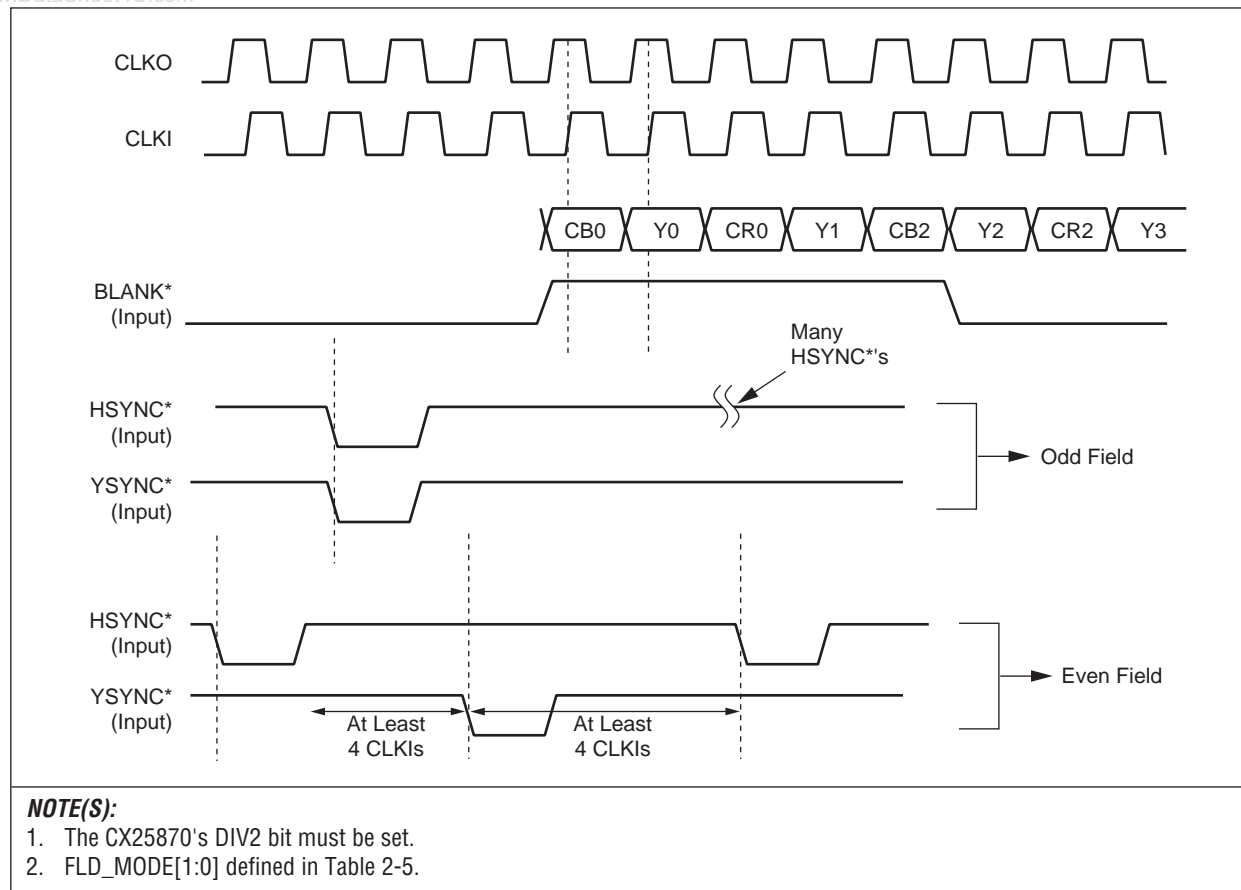 CLKO
CLKI
CB0 Y0 CR0 Y1 CB2 Y2 CR2 Y3
BLANK*
(Input)
Many
HSYNC*'s
HSYNC*
(Input)
Odd Field
YSYNC*
(Input)
HSYNC*
(Input)
Even Field
YSYNC*
(Input)
At Least
4 CLKIs
At Least
4 CLKIs
NOTE(S):
1. The CX25870's DIV2 bit must be set.
2. FLD_MODE[1:0] defined in Table 2-5.